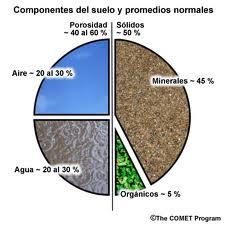 Componentes del suelo y promedios normales
Porosidad
~ 40 al 60 %
Sólidos
~ 50 %
Aire ~ 20 al 30 %
Minerales ~ 45 %
Agua ~ 20 al 30 %
Orgánicos ~ 5 %
©The COMET Program